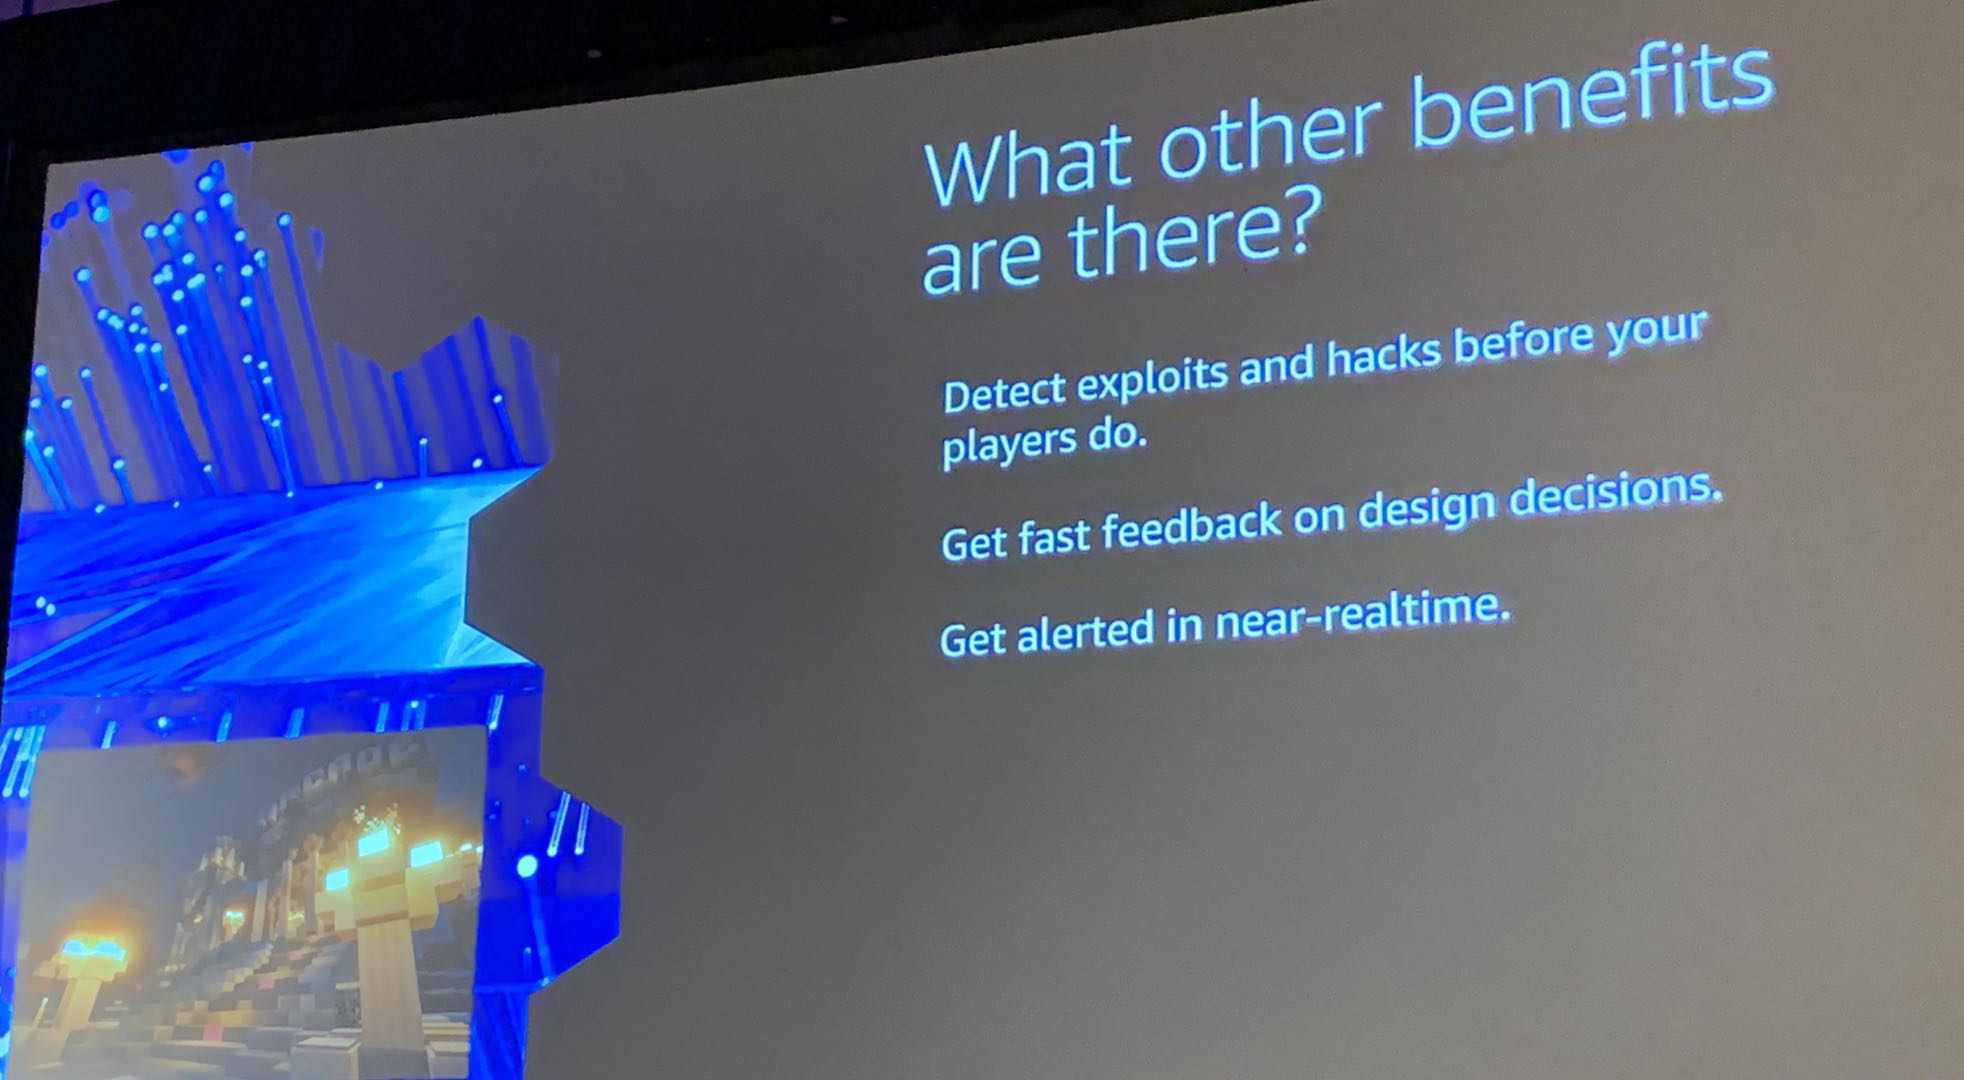 What other benefits
are there?
Detect exploits and hacks before your
players do.
Get fast feedback on design decisions.
Get alerted in near-realtime.